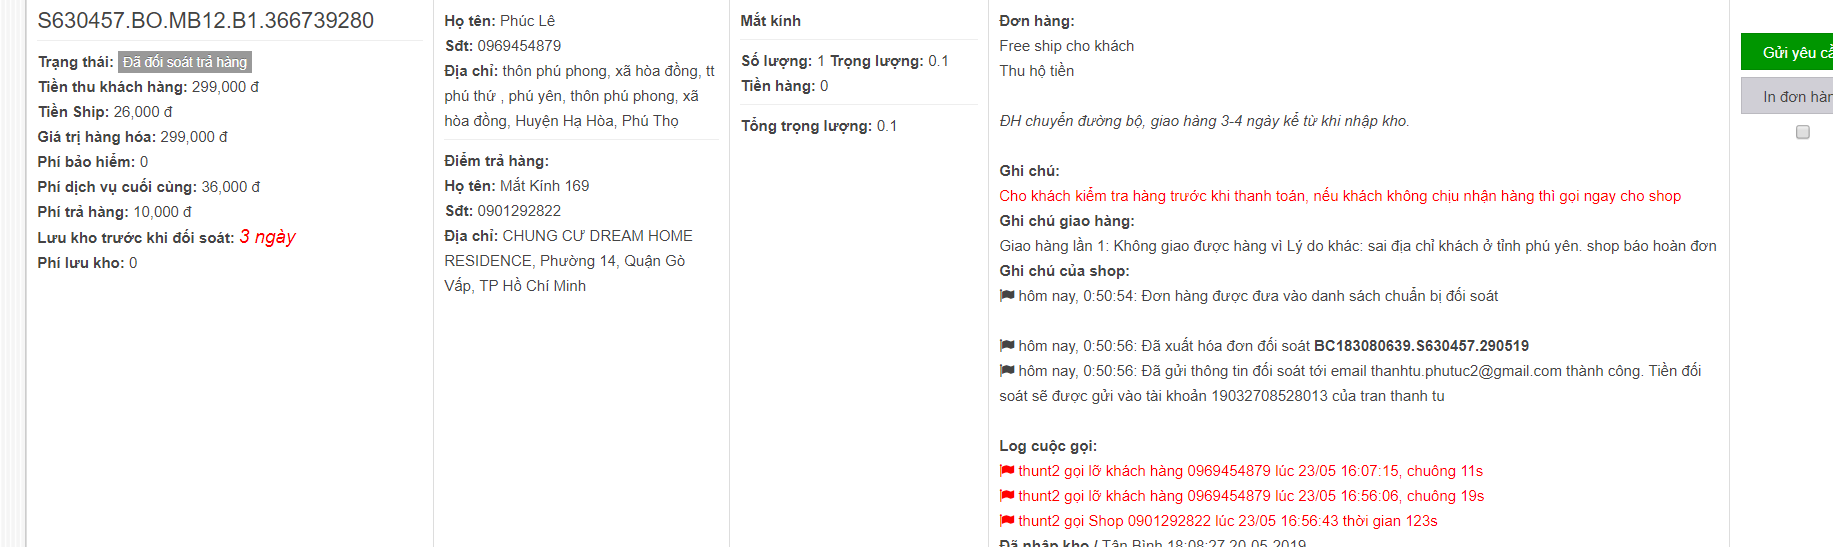 S630457.BO.MB12.B1.366739280
Trạng thái: Đã đối soát trả hàng
Tiền thu khách hàng: 299,000 đ
Tiền Ship: 26,000 đ
Giá trị hàng hóa: 299,000 đ
Phí bảo hiểm: 0
Phí dịch vụ cuối cùng: 36,000 đ
Phí trả hàng: 10,000 đ
Lưu kho trước khi đối soát: 3 ngày
Phí lưu kho: 0
Họ tên: Phúc Lê
Sđt: 0969454879
Địa chỉ: thôn phú phong, xã hòa đồng, tt
phú thứ , phú yên, thôn phú phong, xã
hòa đồng, Huyện Hạ Hòa, Phú Thọ
Điểm trả hàng:
Họ tên: Mắt Kính 169
Sđt: 0901292822
Địa chỉ: CHUNG CƯ DREAM HOME
RESIDENCE, Phường 14, Quận Gò
Vấp, TP Hồ Chí Minh
Mắt kính
Số lượng: 1 Trọng lượng: 0.1
Tiền hàng: 0
Tổng trọng lượng: 0.1
Đơn hàng:
Free ship cho khách
Thu hộ tiền
ĐH chuyển đường bộ, giao hàng 3-4 ngày kể từ khi nhập kho.
Ghi chú:
Cho khách kiểm tra hàng trước khi thanh toán, nếu khách không chịu nhận hàng thì gọi ngay cho shop
Ghi chú giao hàng:
Giao hàng lần 1: Không giao được hàng vì Lý do khác: sai địa chỉ khách ở tỉnh phú yên. shop báo hoàn đơn
Ghi chú của shop:
hôm nay, 0:50:54: Đơn hàng được đưa vào danh sách chuẩn bị đối soát
hôm nay, 0:50:56: Đã xuất hóa đơn đối soát BC183080639.S630457.290519
hôm nay, 0:50:56: Đã gửi thông tin đối soát tới email thanhtu.phutuc2@gmail.com thành công. Tiền đối
soát sẽ được gửi vào tài khoản 19032708528013 của tran thanh tu
Log cuộc gọi:
thunt2 gọi lỡ khách hàng 0969454879 lúc 23/05 16:07:15, chuông 11s
thunt2 gọi lỡ khách hàng 0969454879 lúc 23/05 16:56:06, chuông 19s
thunt2 gọi Shop 0901292822 lúc 23/05 16:56:43 thời gian 123s
Đã nhập kho / Tân Bình 18:08:27 20-05-2019
Gửi yêu cầ
In đơn hàn